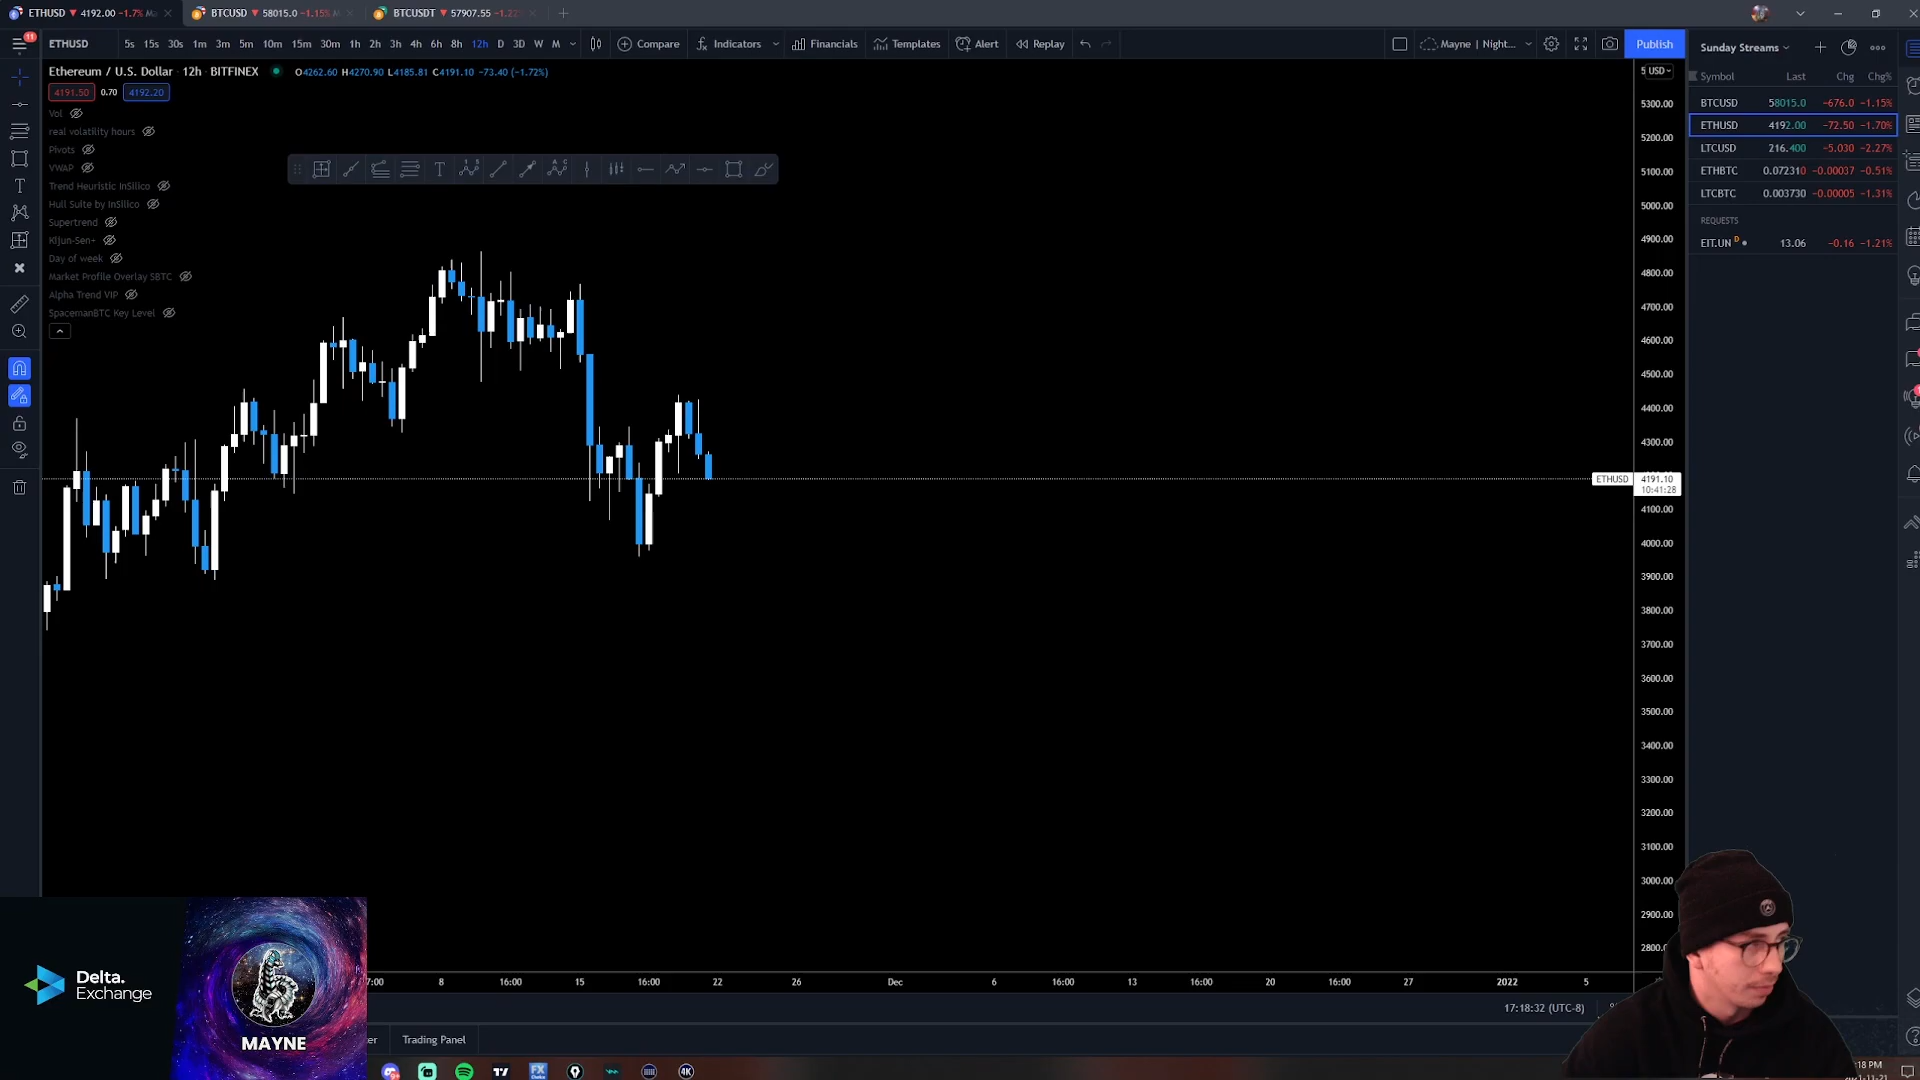 ETHUSD ▼ 4192.00 −1.7% BTCUSD ▼ 58015.0 −1.15% BTCUSDT ▼ 57907.55 −1.22
11
ETHUSD 5s 15s 30s 1m 3m 5m 10m 15m 30m 1h 2h 3h 4h 6h 8h 12h D 3D W M Compare Indicators Financials Templates Alert Replay Mayne | Night... Publish
Ethereum / U.S. Dollar · 12h · BITFINEX O4262.60 H4270.90 L4185.81 C4191.10 −73.40 (−1.72%)
4191.50 0.70 4192.20
Vol
real volatility hours
Pivots
VWAP
Trend Heuristic InSilico
Hull Suite by InSilico
Supertrend
Kijun-Sen+
Day of week
Market Profile Overlay SBTC
Alpha Trend VIP
SpacemanBTC Key Level
USD
5300.00
5200.00
5100.00
5000.00
4900.00
4800.00
4700.00
4600.00
4500.00
4400.00
4300.00
ETHUSD 4191.10
10:41:28
4100.00
4000.00
3900.00
3800.00
3700.00
3600.00
3500.00
3400.00
3300.00
3200.00
3100.00
3000.00
2900.00
7:00 8 16:00 15 16:00 22 26 Dec 6 16:00 13 16:00 20 16:00 27 2022 5
17:18:32 (UTC-8)
Trading Panel
Sunday Streams
Symbol Last Chg Chg%
BTCUSD 58015.0 −676.0 −1.15%
ETHUSD 4192.00 −72.50 −1.70%
LTCUSD 216.400 −5.030 −2.27%
ETHBTC 0.072310 −0.00037 −0.51%
LTCBTC 0.003730 −0.00005 −1.31%
REQUESTS
EIT.UN D 13.06 −0.16 −1.21%
Delta.
Exchange
MAYNE
FX
4K
:18 PM